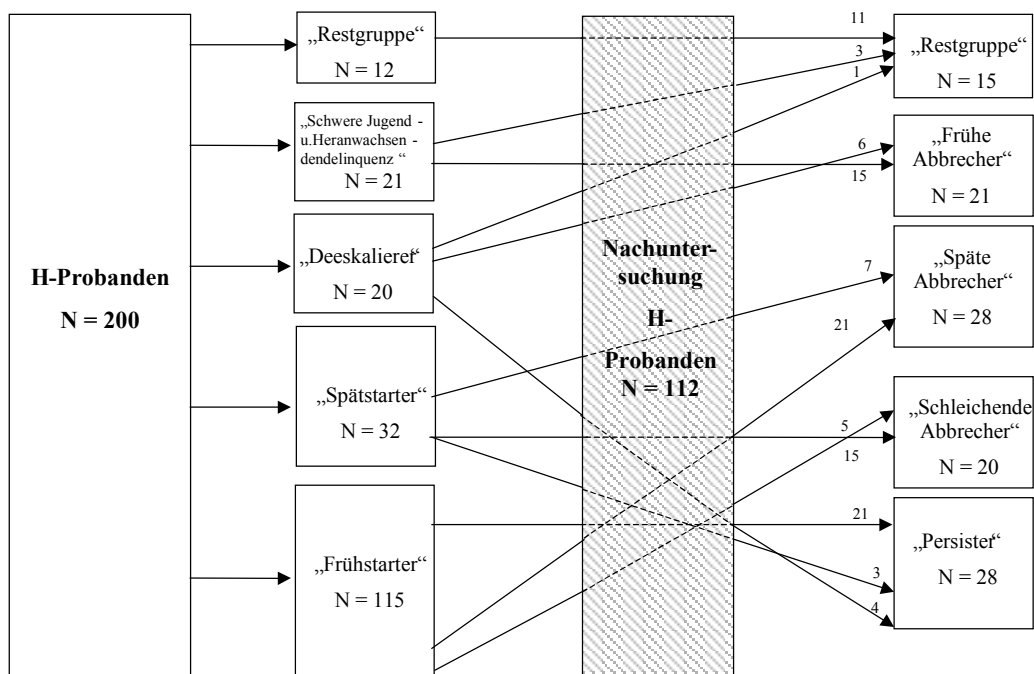 H-Probanden
N = 200
„Restgruppe“
N = 12
„Schwere Jugend -
u.Heranwachsen -
dendelinquenz “
N = 21
„Deeskalierer“
N = 20
„Spätstarter“
N = 32
„Frühstarter“
N = 115
Nachunter-
suchung
H-
Probanden
N = 112
11
3
1
6
15
7
21
5
15
21
3
4
„Restgruppe“
N = 15
„Frühe
Abbrecher“
N = 21
„Späte
Abbrecher“
N = 28
„Schleichende
Abbrecher“
N = 20
„Persister“
N = 28